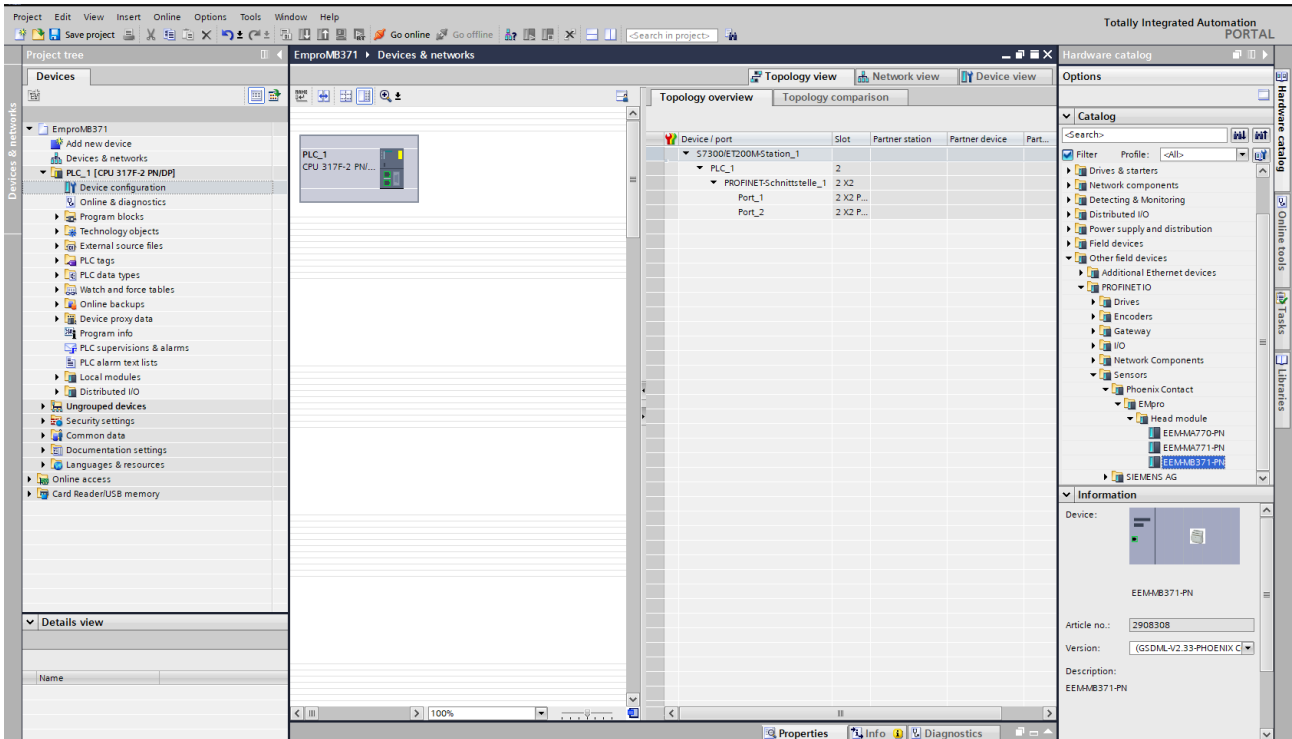 Project Edit View Insert Online Options Tools Window Help
Totally Integrated Automation
PORTAL
Save project Go online Go offline <Search in project>
Project tree
EmproMB371 Devices & networks
Hardware catalog
Devices
Topology view Network view Device view
Options
Topology overview Topology comparison
Catalog
<Search>
Filter Profile: <All>
Device / port Slot Partner station Partner device Part...
S7300/ET200M-Station_1
PLC_1 2
PROFINET-Schnittstelle_1 2 X2
Port_1 2 X2 P...
Port_2 2 X2 P...
PLC_1
CPU 317F-2 PN/...
EmproMB371
Add new device
Devices & networks
PLC_1 [CPU 317F-2 PN/DP]
Device configuration
Online & diagnostics
Program blocks
Technology objects
External source files
PLC tags
PLC data types
Watch and force tables
Online backups
Device proxy data
Program info
PLC supervisions & alarms
PLC alarm text lists
Local modules
Distributed I/O
Ungrouped devices
Security settings
Common data
Documentation settings
Languages & resources
Online access
Card Reader/USB memory
Drives & starters
Network components
Detecting & Monitoring
Distributed I/O
Power supply and distribution
Field devices
Other field devices
Additional Ethernet devices
PROFINET IO
Drives
Encoders
Gateway
I/O
Network Components
Sensors
Phoenix Contact
EMpro
Head module
EEM-MA770-PN
EEM-MA771-PN
EEM-MB371-PN
SIEMENS AG
Information
Device:
EEM-MB371-PN
Article no.: 2908308
Version: (GSDML-V2.33-PHOENIX C
Description:
EEM-MB371-PN
Details view
Name
100%
Properties Info Diagnostics
Devices & networks
Hardware catalog
Online tools
Tasks
Libraries